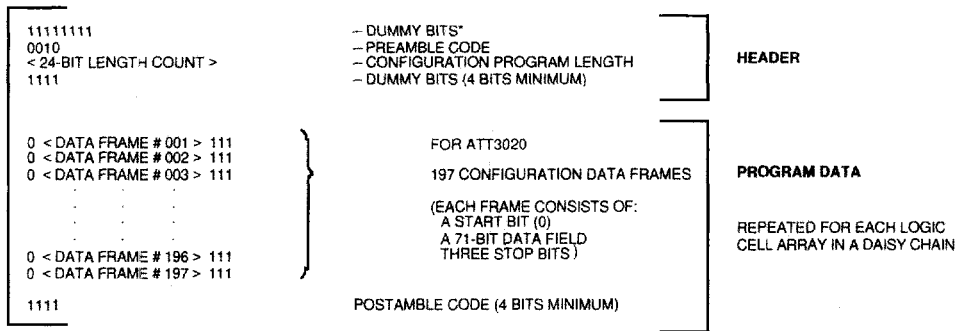 11111111 – DUMMY BITS*
0010 – PREAMBLE CODE
< 24-BIT LENGTH COUNT > – CONFIGURATION PROGRAM LENGTH
1111 – DUMMY BITS (4 BITS MINIMUM)
HEADER
0 < DATA FRAME # 001 > 111
0 < DATA FRAME # 002 > 111
0 < DATA FRAME # 003 > 111
. . .
. . .
. . .
0 < DATA FRAME # 196 > 111
0 < DATA FRAME # 197 > 111
FOR ATT3020
197 CONFIGURATION DATA FRAMES
(EACH FRAME CONSISTS OF:
A START BIT (0)
A 71-BIT DATA FIELD
THREE STOP BITS)
1111 POSTAMBLE CODE (4 BITS MINIMUM)
PROGRAM DATA
REPEATED FOR EACH LOGIC
CELL ARRAY IN A DAISY CHAIN